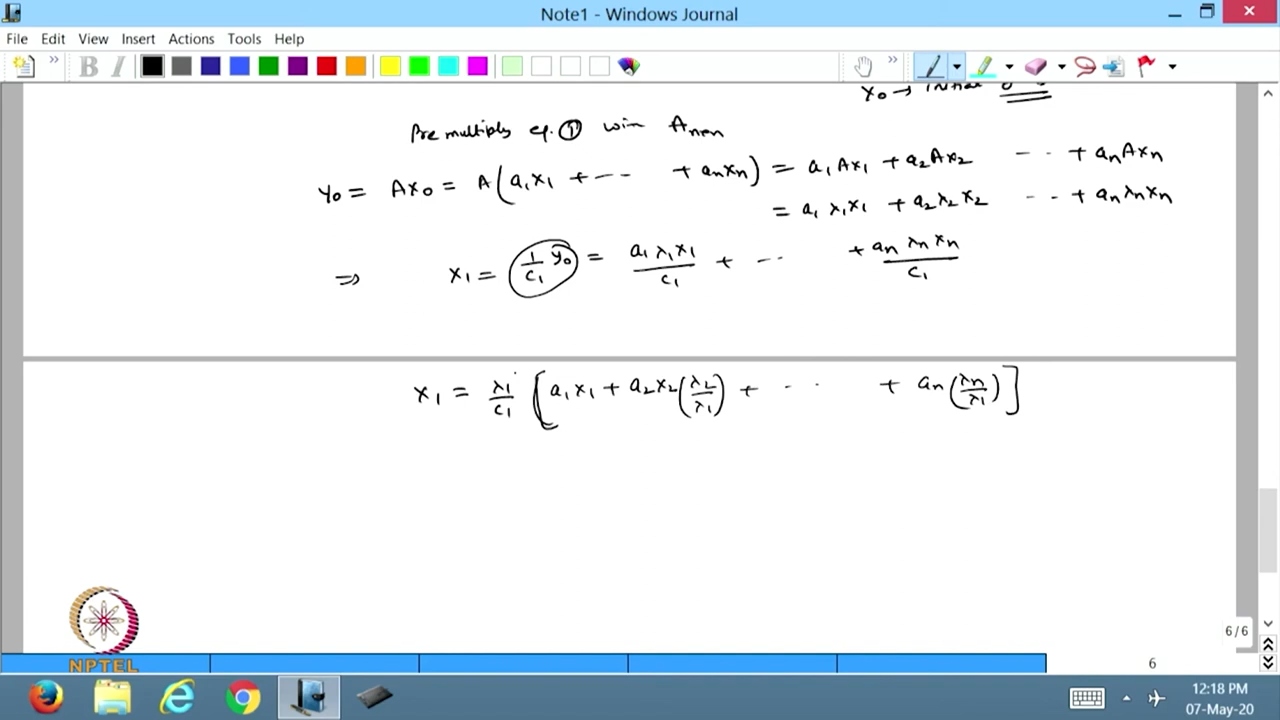 Note1 - Windows Journal
File Edit View Insert Actions Tools Help
x₀ → initial
Pre multiply eq. ① with Aₙₓₙ
y₀ = Ax₀ = A(a₁x₁ + -- + aₙxₙ) = a₁Ax₁ + a₂Ax₂ -- + aₙAxₙ
= a₁λ₁x₁ + a₂λ₂x₂ -- + aₙλₙxₙ
⇒ x₁ = 1/c₁ y₀ = a₁λ₁x₁/c₁ + -- + aₙλₙxₙ/c₁
x₁ = λ₁/c₁ [a₁x₁ + a₂x₂(λ₂/λ₁) + -- + aₙ(λₙ/λ₁)]
NPTEL
6/6
6
12:18 PM
07-May-20